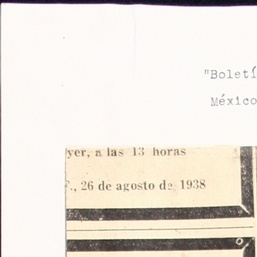 "Boletí
México
yer, a las 13 horas
., 26 de agosto de 1938